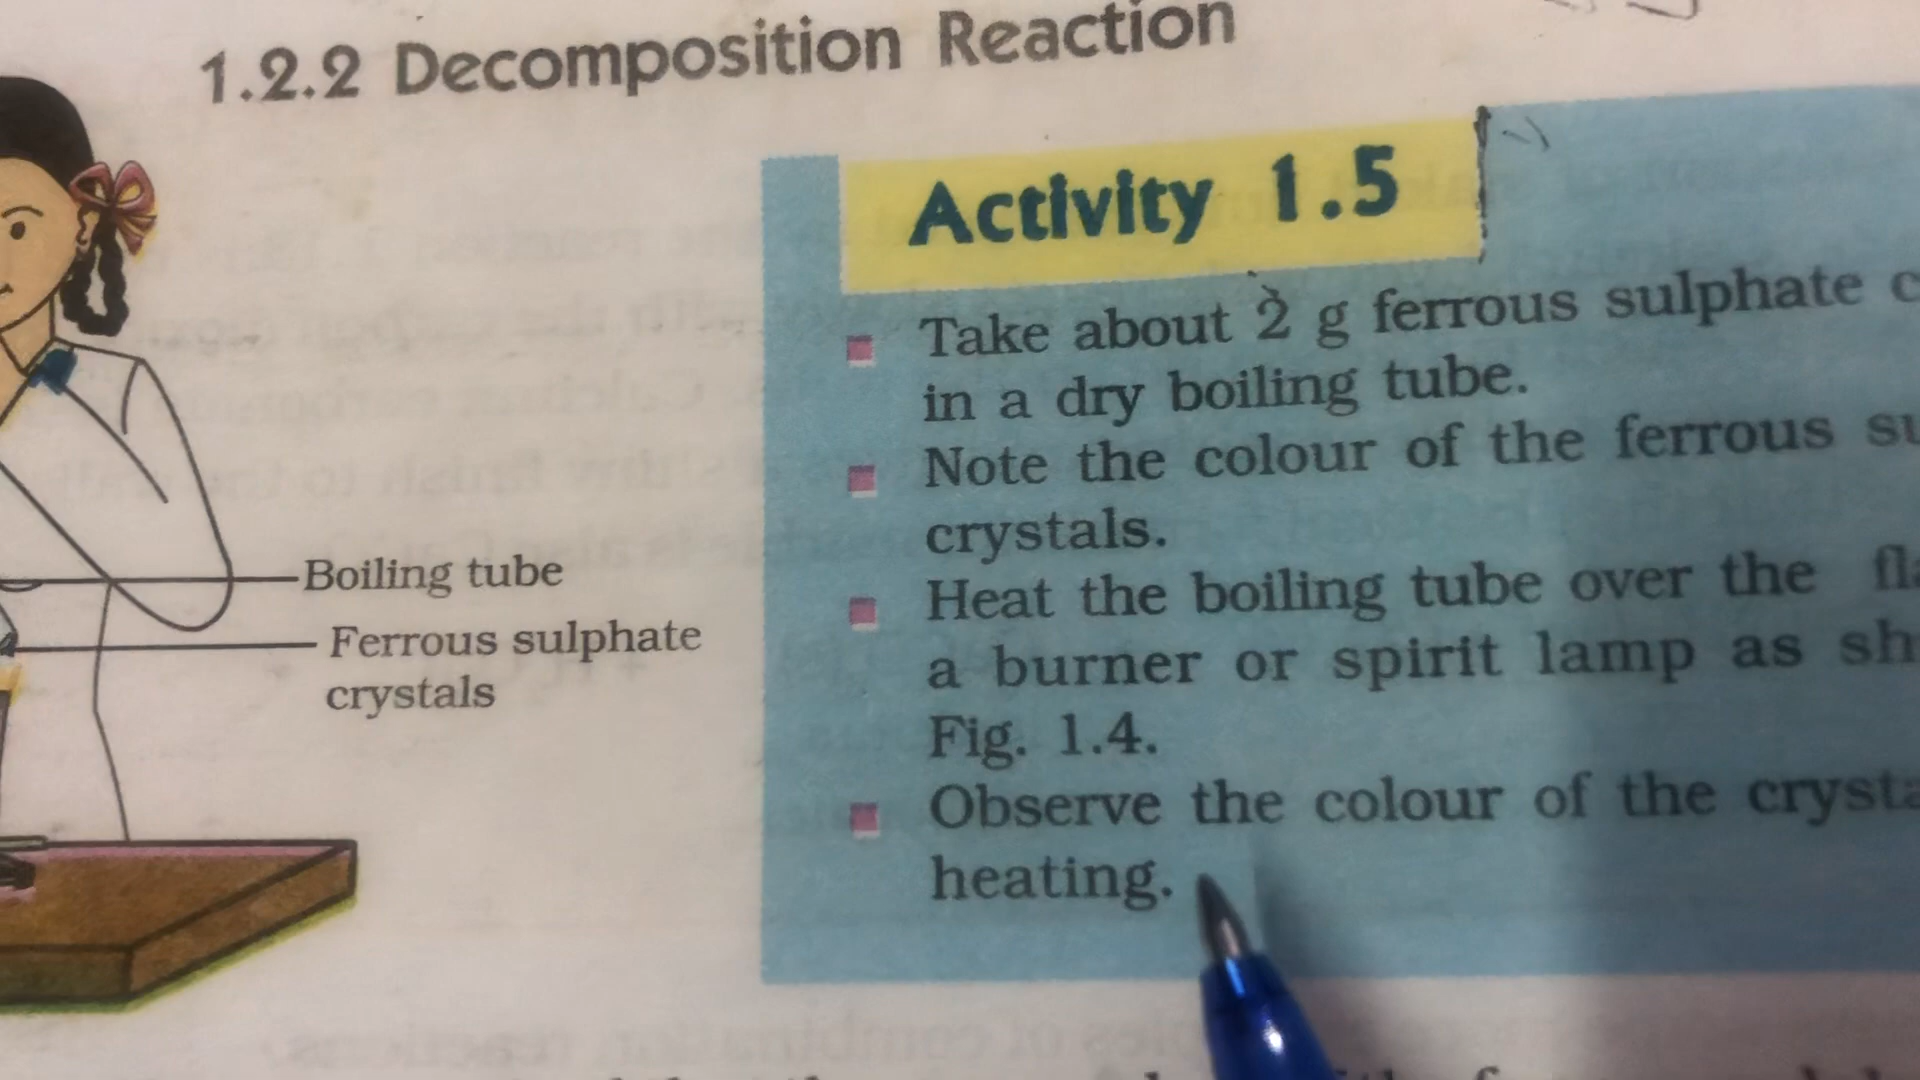 1.2.2 Decomposition Reaction
Activity 1.5
Take about 2 g ferrous sulphate c
in a dry boiling tube.
Note the colour of the ferrous su
crystals.
Heat the boiling tube over the fla
a burner or spirit lamp as sh
Fig. 1.4.
Observe the colour of the crysta
heating.
Boiling tube
Ferrous sulphate
crystals